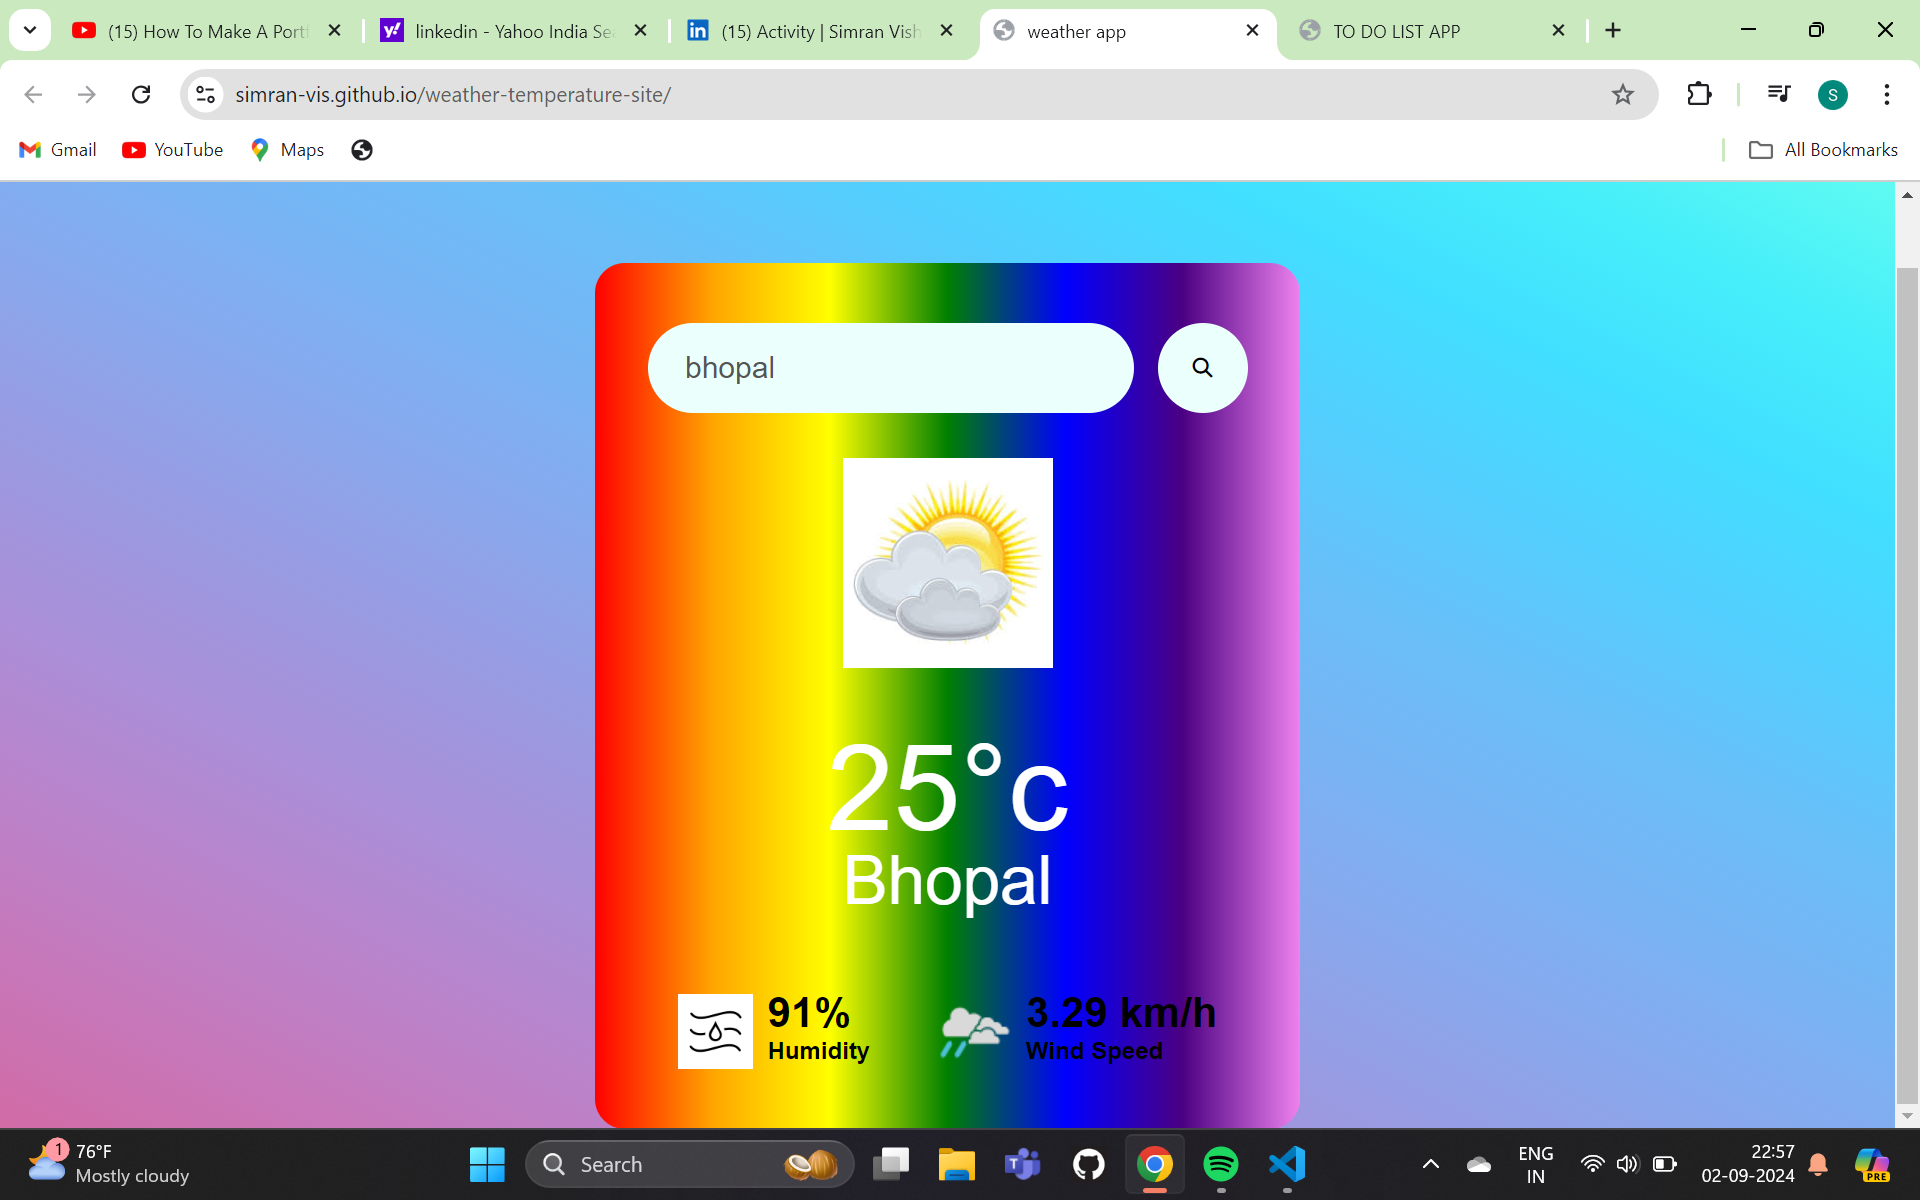 (15) How To Make A Port
linkedin - Yahoo India Se
(15) Activity | Simran Vish
weather app
TO DO LIST APP
simran-vis.github.io/weather-temperature-site/
S
Gmail
YouTube
Maps
All Bookmarks
bhopal
25°c
Bhopal
91%
Humidity
3.29 km/h
Wind Speed
1
76°F
Mostly cloudy
Search
ENG
IN
22:57
02-09-2024
PRE